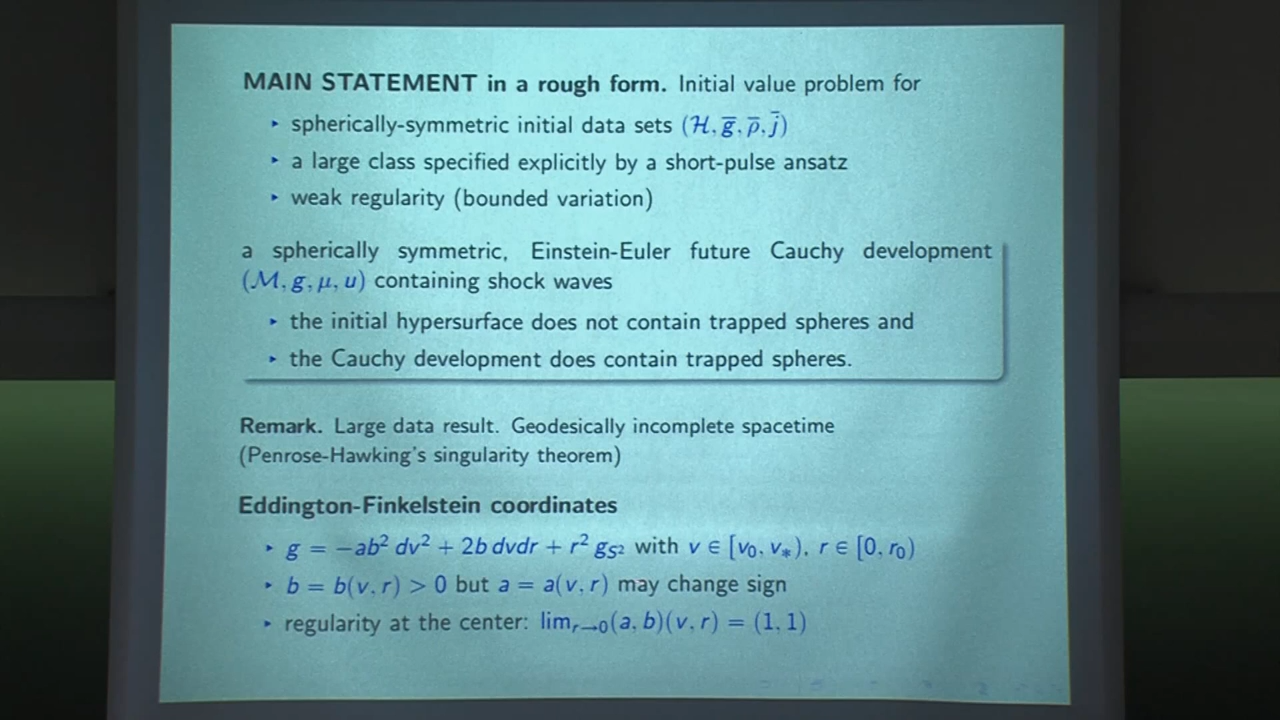 MAIN STATEMENT in a rough form. Initial value problem for
‣ spherically-symmetric initial data sets (ℋ, g̅, ρ̅, j̅)
‣ a large class specified explicitly by a short-pulse ansatz
‣ weak regularity (bounded variation)
a spherically symmetric, Einstein-Euler future Cauchy development
(ℳ, g, μ, u) containing shock waves
‣ the initial hypersurface does not contain trapped spheres and
‣ the Cauchy development does contain trapped spheres.
Remark. Large data result. Geodesically incomplete spacetime
(Penrose-Hawking's singularity theorem)
Eddington-Finkelstein coordinates
‣ g = −ab² dv² + 2b dvdr + r² g_{S²} with v ∈ [v₀, v_*), r ∈ [0, r₀)
‣ b = b(v, r) > 0 but a = a(v, r) may change sign
‣ regularity at the center: lim_{r→0}(a, b)(v, r) = (1, 1)